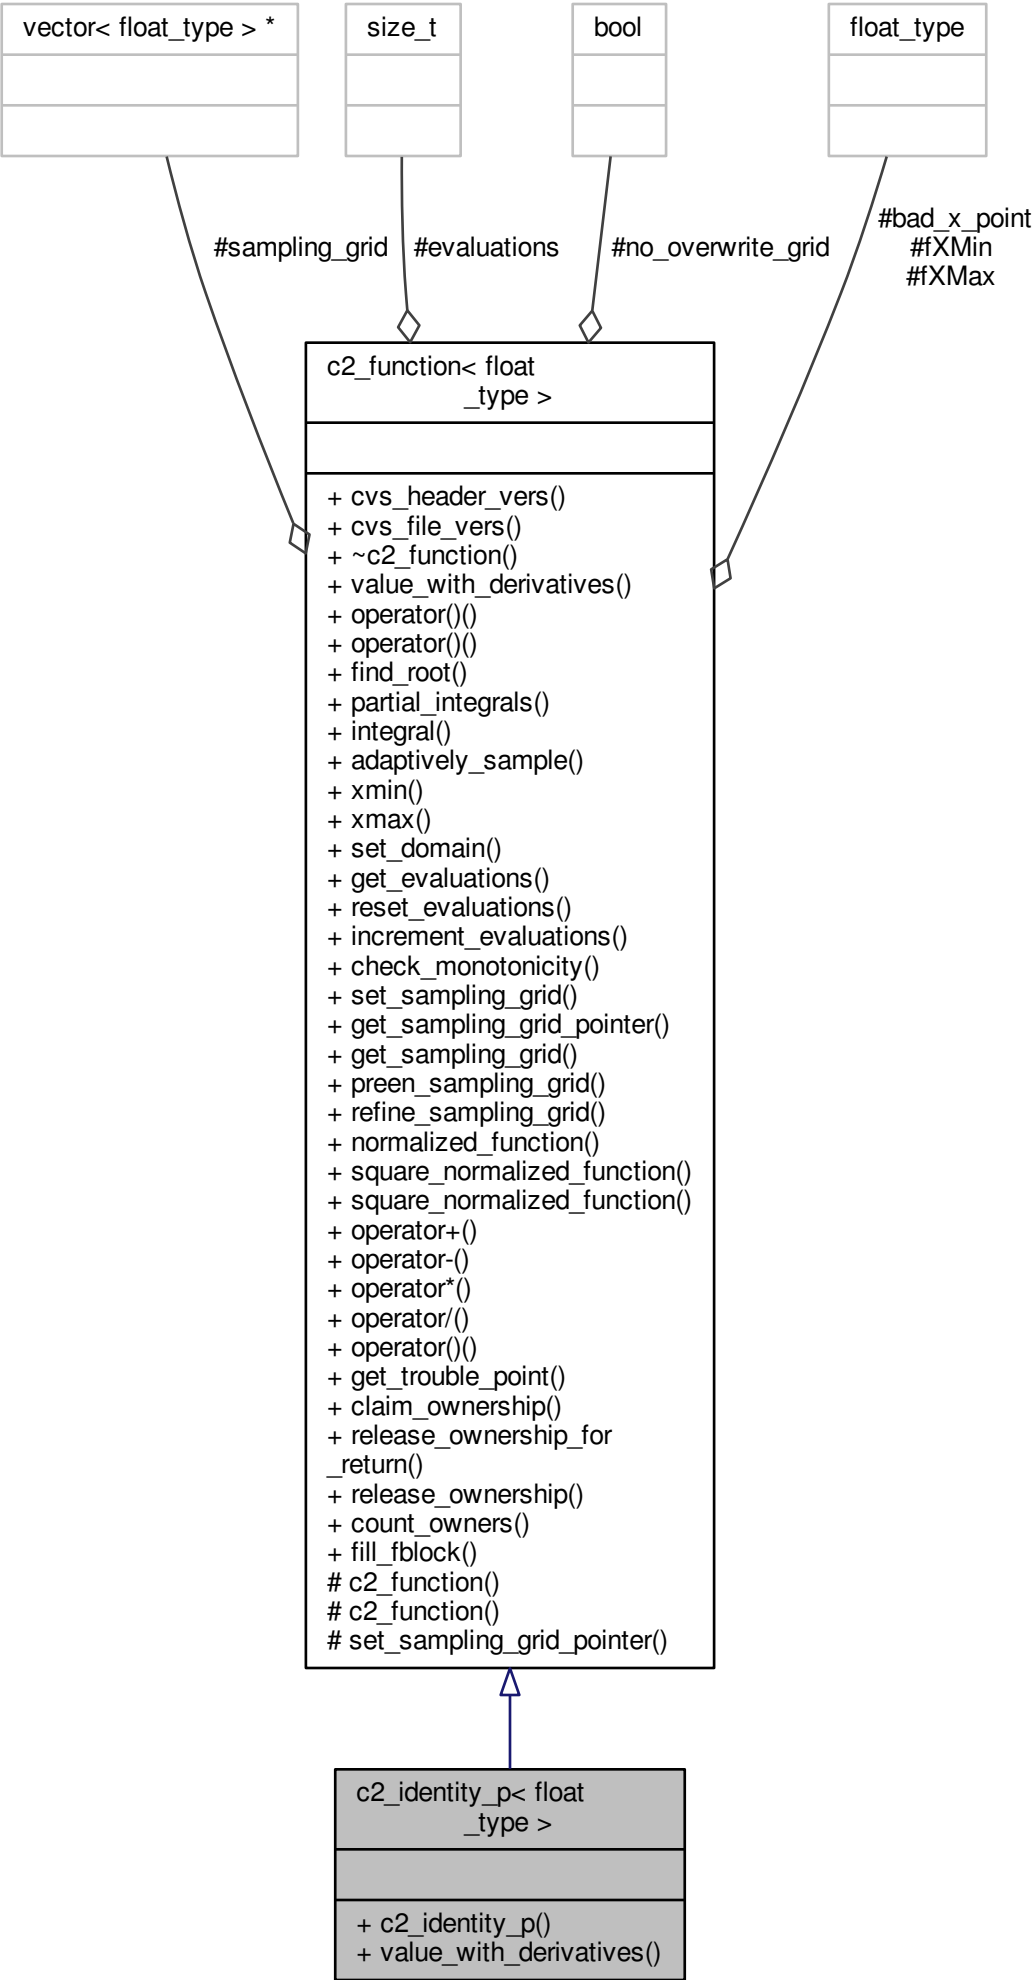 vector< float_type > *
size_t
bool
float_type
#bad_x_point
#sampling_grid
#evaluations
#no_overwrite_grid
#fXMin
#fXMax
c2_function< float
_type >
+ cvs_header_vers()
+ cvs_file_vers()
+ ~c2_function()
+ value_with_derivatives()
+ operator()()
+ operator()()
+ find_root()
+ partial_integrals()
+ integral()
+ adaptively_sample()
+ xmin()
+ xmax()
+ set_domain()
+ get_evaluations()
+ reset_evaluations()
+ increment_evaluations()
+ check_monotonicity()
+ set_sampling_grid()
+ get_sampling_grid_pointer()
+ get_sampling_grid()
+ preen_sampling_grid()
+ refine_sampling_grid()
+ normalized_function()
+ square_normalized_function()
+ square_normalized_function()
+ operator+()
+ operator-()
+ operator*()
+ operator/()
+ operator()()
+ get_trouble_point()
+ claim_ownership()
+ release_ownership_for
_return()
+ release_ownership()
+ count_owners()
+ fill_fblock()
# c2_function()
# c2_function()
# set_sampling_grid_pointer()
c2_identity_p< float
_type >
+ c2_identity_p()
+ value_with_derivatives()